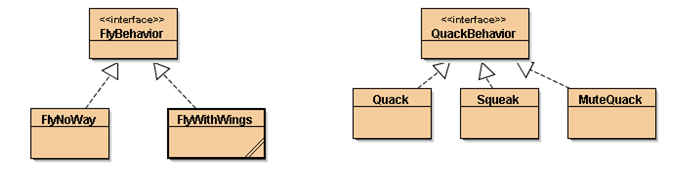 <<interface>>
FlyBehavior
<<interface>>
QuackBehavior
FlyNoWay
FlyWithWings
Quack
Squeak
MuteQuack